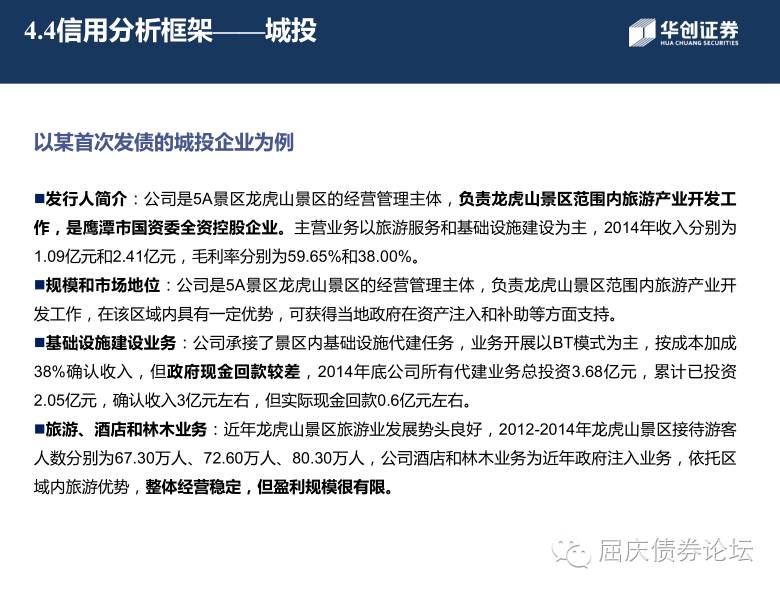 4.4信用分析框架——城投
华创证券
HUA CHUANG SECURITIES
以某首次发债的城投企业为例
■发行人简介：公司是5A景区龙虎山景区的经营管理主体，负责龙虎山景区范围内旅游产业开发工
作，是鹰潭市国资委全资控股企业。主营业务以旅游服务和基础设施建设为主，2014年收入分别为
1.09亿元和2.41亿元，毛利率分别为59.65%和38.00%。
■规模和市场地位：公司是5A景区龙虎山景区的经营管理主体，负责龙虎山景区范围内旅游产业开
发工作，在该区域内具有一定优势，可获得当地政府在资产注入和补助等方面支持。
■基础设施建设业务：公司承接了景区内基础设施代建任务，业务开展以BT模式为主，按成本加成
38%确认收入，但政府现金回款较差，2014年底公司所有代建业务总投资3.68亿元，累计已投资
2.05亿元，确认收入3亿元左右，但实际现金回款0.6亿元左右。
■旅游、酒店和林木业务：近年龙虎山景区旅游业发展势头良好，2012-2014年龙虎山景区接待游客
人数分别为67.30万人、72.60万人、80.30万人，公司酒店和林木业务为近年政府注入业务，依托区
域内旅游优势，整体经营稳定，但盈利规模很有限。
屈庆债券论坛